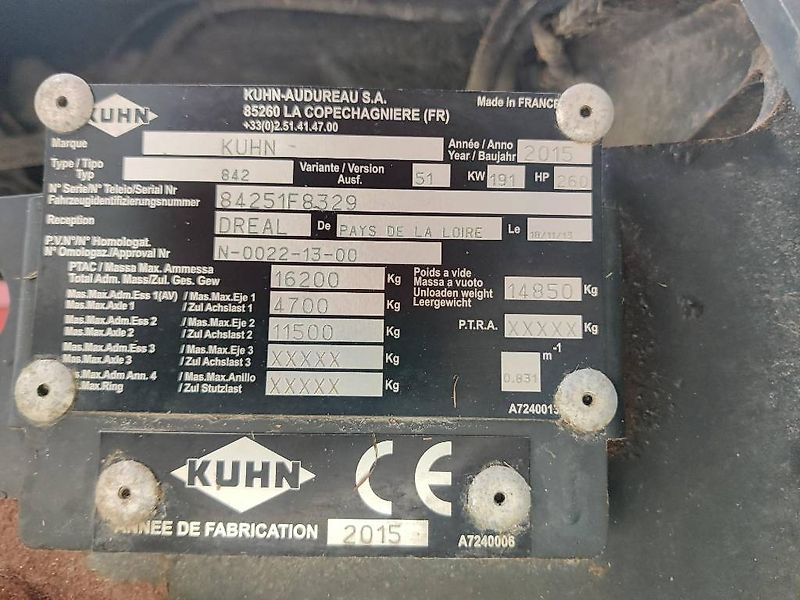 KUHN
KUHN-AUDUREAU S.A.
85260 LA COPECHAGNIERE (FR)
+33(0)2.51.41.47.00
Made in FRANCE
Marque KUHN Année / Anno
Year / Baujahr 2015
Type / Tipo
Typ 842 Variante / Version
Ausf. 51 KW 191 HP 260
N° Serie/N° Teleio/Serial Nr
Fahrzeugidentifizierungsnummer 84251F8329
Reception DREAL De PAYS DE LA LOIRE Le 18/11/13
P.V.N°/N° Homologat.
N° Omologaz./Approval Nr N-0022-13-00
PTAC / Massa Max. Ammessa
Total Adm. Mass/Zul. Ges. Gew 16200 Kg
Poids a vide
Massa a vuoto
Unloaden weight
Leergewicht 14850 Kg
Mas.Max.Adm.Ess 1(AV) / Mas.Max.Eje 1
Mas.Max.Axle 1 / Zul Achslast 1 4700 Kg
Mas.Max.Adm.Ess 2 / Mas.Max.Eje 2
Mas.Max.Axle 2 / Zul Achslast 2 11500 Kg
P.T.R.A. XXXXX Kg
Mas.Max.Adm.Ess 3 / Mas.Max.Eje 3
Mas.Max.Axle 3 / Zul Achslast 3 XXXXX Kg
Mas.Max.Adm Ann. 4 / Mas.Max.Anillo
Mas.Max.Ring / Zul Stutzlast XXXXX Kg
0.831 m-1
KUHN
CE
ANNEE DE FABRICATION 2015
A7240006